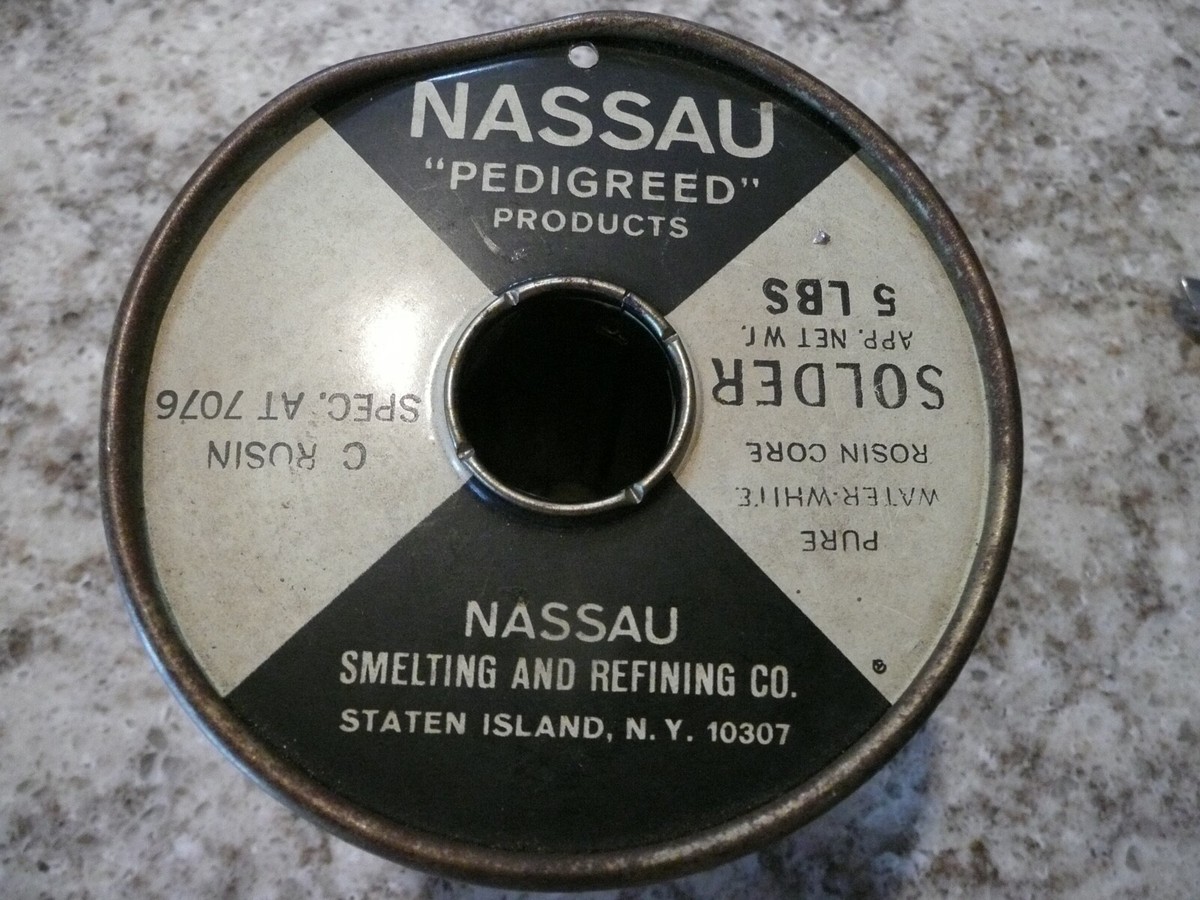 NASSAU
"PEDIGREED"
PRODUCTS
PURE
WATER-WHITE
ROSIN CORE
SOLDER
APP. NET WT.
5 LBS
C ROSIN
SPEC. AT 7076
NASSAU
SMELTING AND REFINING CO.
STATEN ISLAND, N. Y. 10307